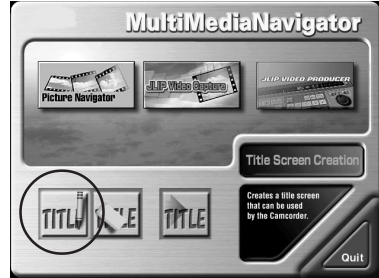 MultiMediaNavigator
Picture Navigator
JLIP Video Capture
JLIP VIDEO PRODUCER
Title Screen Creation
TITLE
TITLE
Creates a title screen
that can be used
by the Camcorder.
Quit